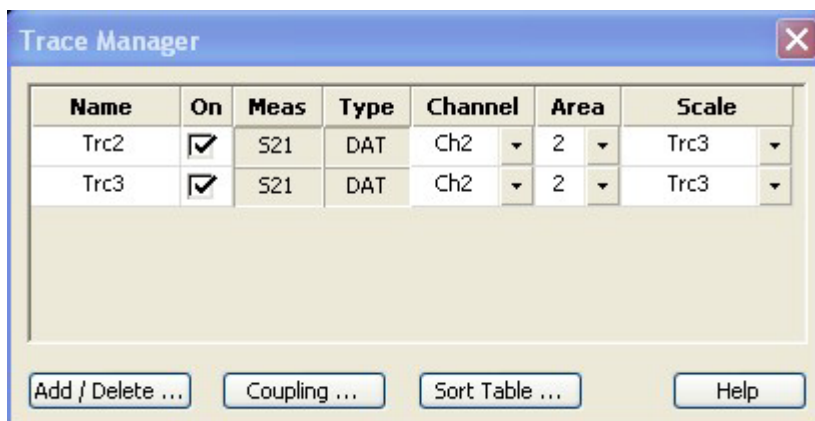 Trace Manager
Name On Meas Type Channel Area Scale
Trc2 S21 DAT Ch2 2 Trc3
Trc3 S21 DAT Ch2 2 Trc3
Add / Delete ... Coupling ... Sort Table ... Help